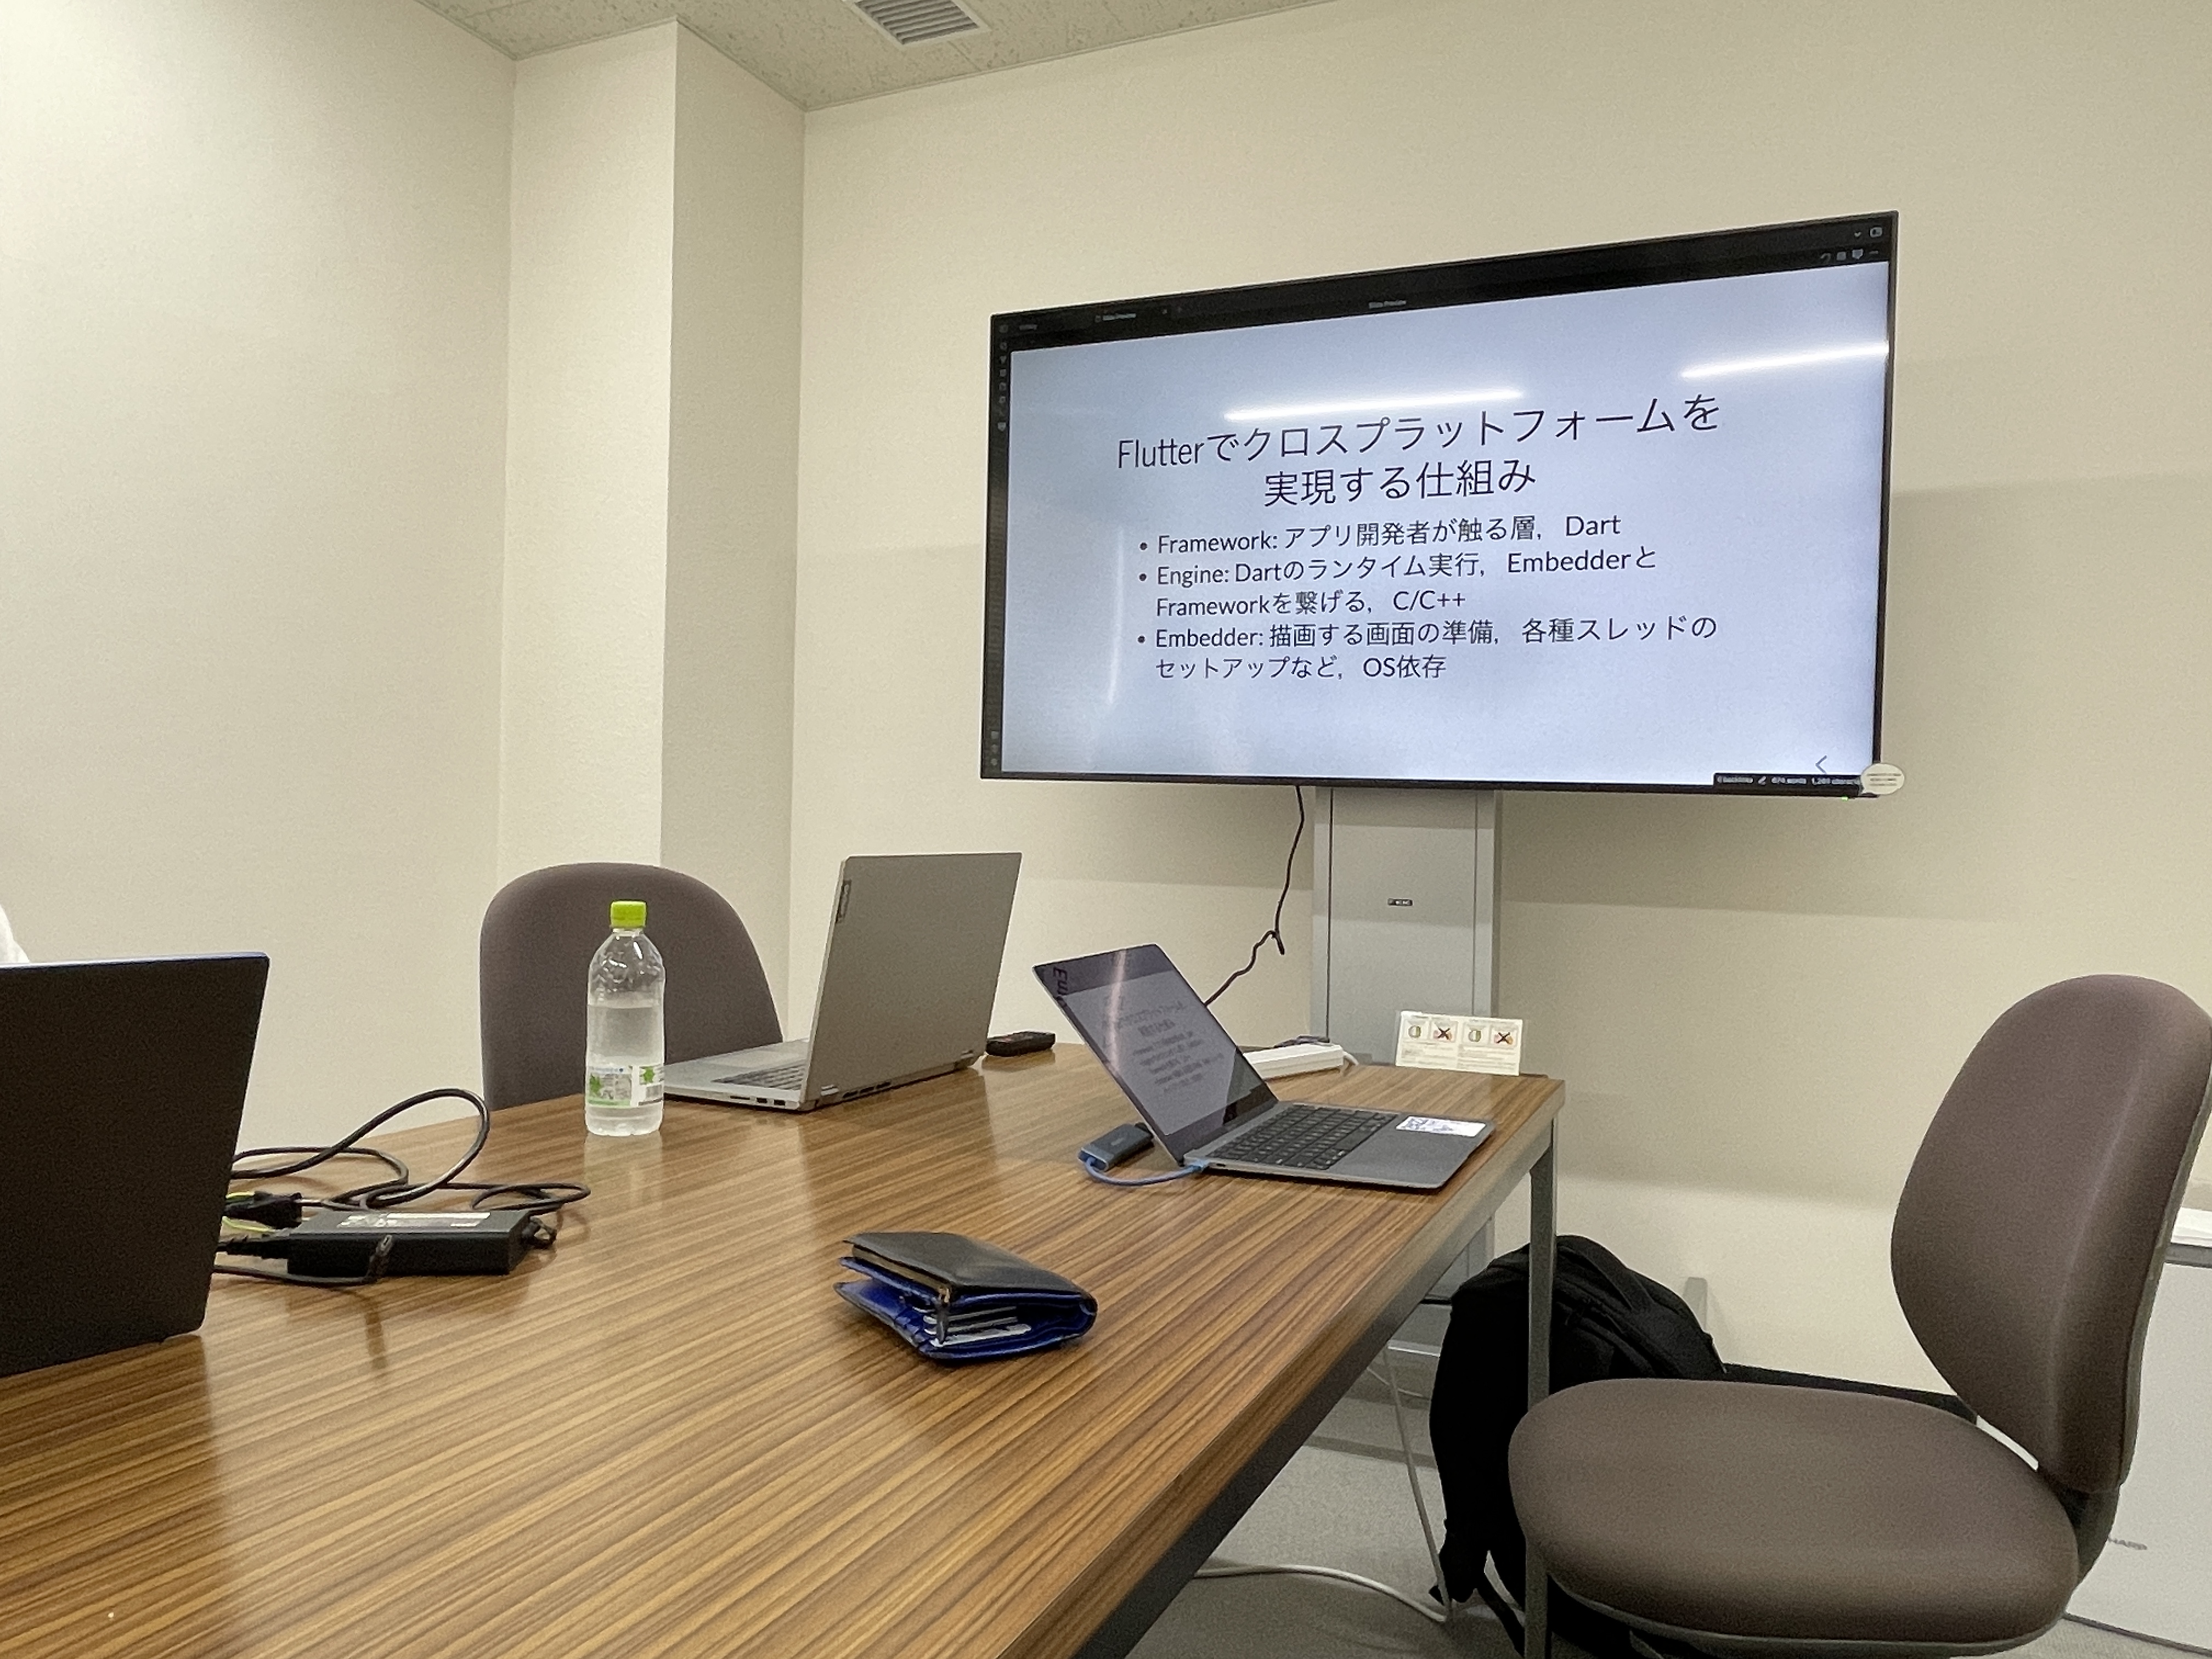 Slide Preview
Slide Preview
Flutterでクロスプラットフォームを
実現する仕組み
• Framework: アプリ開発者が触る層, Dart
• Engine: Dartのランタイム実行, Embedderと
Frameworkを繋げる, C/C++
• Embedder: 描画する画面の準備, 各種スレッドの
セットアップなど, OS依存